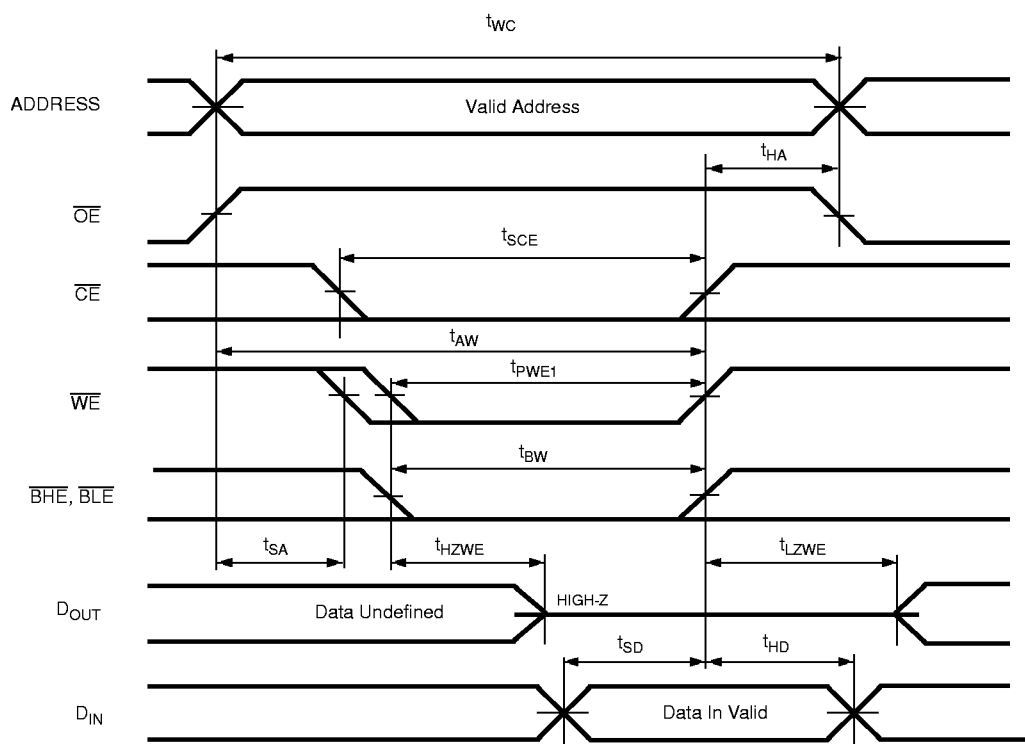 tWC
ADDRESS
Valid Address
tHA
OE
tSCE
CE
tAW
tPWE1
WE
tBW
BHE, BLE
tSA
tHZWE
tLZWE
DOUT
Data Undefined
HIGH-Z
tSD
tHD
DIN
Data In Valid